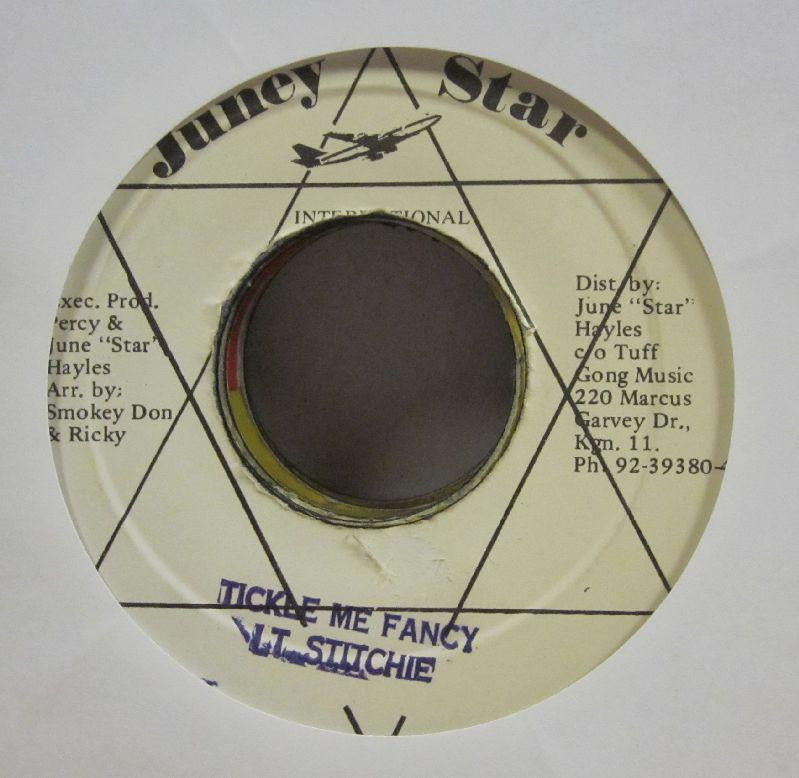 Juney Star
INTERNATIONAL
Exec. Prod.
Percy &
June "Star"
Hayles
Arr. by:
Smokey Don
& Ricky
Dist. by:
June "Star"
Hayles
c/o Tuff
Gong Music
220 Marcus
Garvey Dr.,
Kgn. 11.
Ph. 92-39380-4
TICKLE ME FANCY
LT. STITCHIE